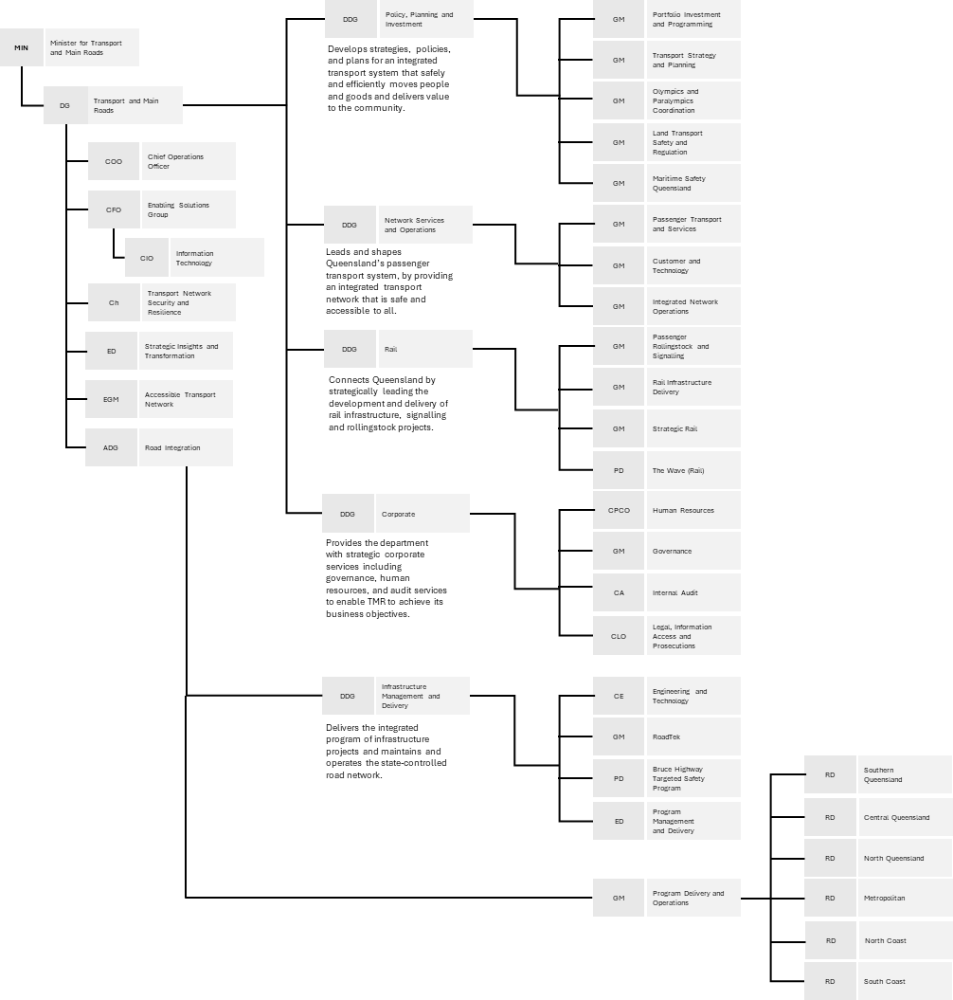 MIN
Minister for Transport
and Main Roads
DG
Transport and Main
Roads
COO
Chief Operations
Officer
CFO
Enabling Solutions
Group
CIO
Information
Technology
Ch
Transport Network
Security and
Resilience
ED
Strategic Insights and
Transformation
EGM
Accessible Transport
Network
ADG
Road Integration
DDG
Policy, Planning and
Investment
Develops strategies, policies,
and plans for an integrated
transport system that safely
and efficiently moves people
and goods and delivers value
to the community.
GM
Portfolio Investment
and Programming
GM
Transport Strategy
and Planning
GM
Olympics and
Paralympics
Coordination
GM
Land Transport
Safety and
Regulation
GM
Maritime Safety
Queensland
DDG
Network Services
and Operations
Leads and shapes
Queensland's passenger
transport system, by providing
an integrated transport
network that is safe and
accessible to all.
GM
Passenger Transport
and Services
GM
Customer and
Technology
GM
Integrated Network
Operations
DDG
Rail
Connects Queensland by
strategically leading the
development and delivery of
rail infrastructure, signalling
and rollingstock projects.
GM
Passenger
Rollingstock and
Signalling
GM
Rail Infrastructure
Delivery
GM
Strategic Rail
PD
The Wave (Rail)
DDG
Corporate
Provides the department
with strategic corporate
services including
governance, human
resources, and audit services
to enable TMR to achieve its
business objectives.
CPCO
Human Resources
GM
Governance
CA
Internal Audit
CLO
Legal, Information
Access and
Prosecutions
DDG
Infrastructure
Management and
Delivery
Delivers the integrated
program of infrastructure
projects and maintains and
operates the state-controlled
road network.
CE
Engineering and
Technology
GM
RoadTek
PD
Bruce Highway
Targeted Safety
Program
ED
Program
Management
and Delivery
GM
Program Delivery and
Operations
RD
Southern
Queensland
RD
Central Queensland
RD
North Queensland
RD
Metropolitan
RD
North Coast
RD
South Coast